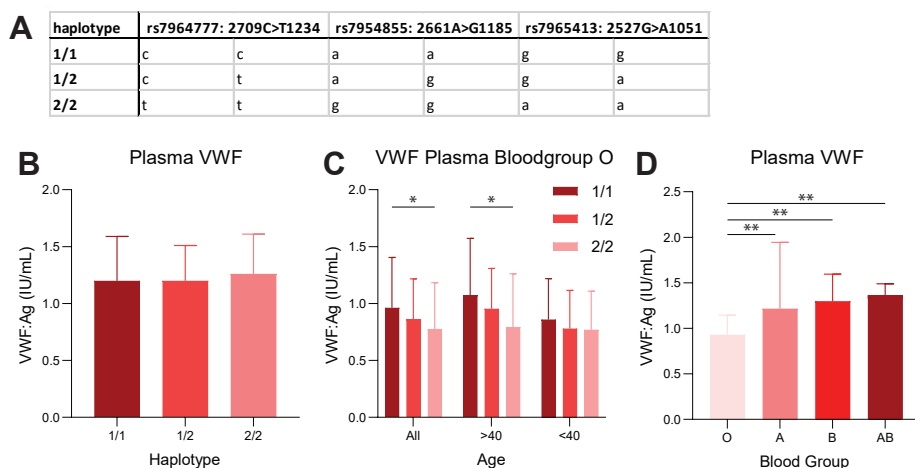 A
haplotype rs7964777: 2709C>T1234 rs7954855: 2661A>G1185 rs7965413: 2527G>A1051
1/1 c c a a g g
1/2 c t a g g a
2/2 t t g g a a
B
Plasma VWF
VWF:Ag (IU/mL)
2.0
1.5
1.0
0.5
0.0
1/1 1/2 2/2
Haplotype
C
VWF Plasma Bloodgroup O
VWF:Ag (IU/mL)
2.0
1.5
1.0
0.5
0.0
* *
1/1
1/2
2/2
All >40 <40
Age
D
Plasma VWF
VWF:Ag (IU/mL)
2.5
2.0
1.5
1.0
0.5
0.0
**
**
**
O A B AB
Blood Group